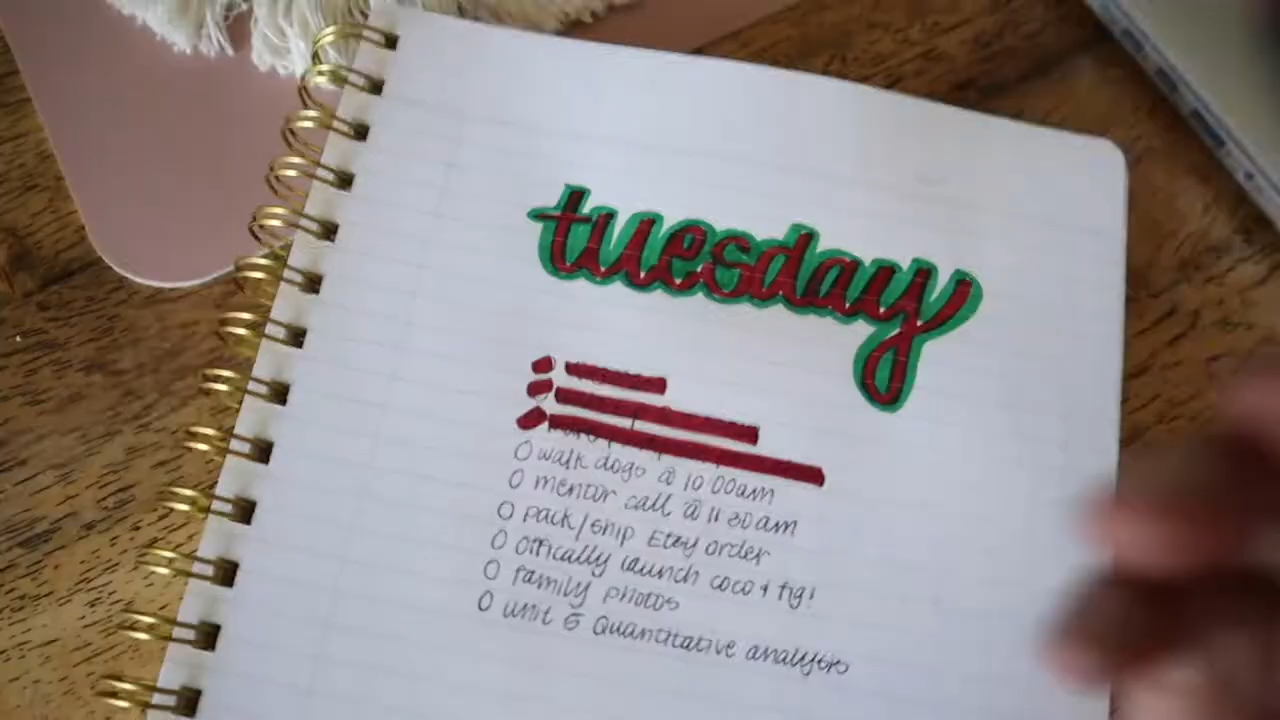 tuesday
O walk dogs @ 10:00am
O mentor call @ 11:30am
O pack/ship Etsy order
O offically launch coco & fig!
O family photos
O unit 5 Quantitative analysis